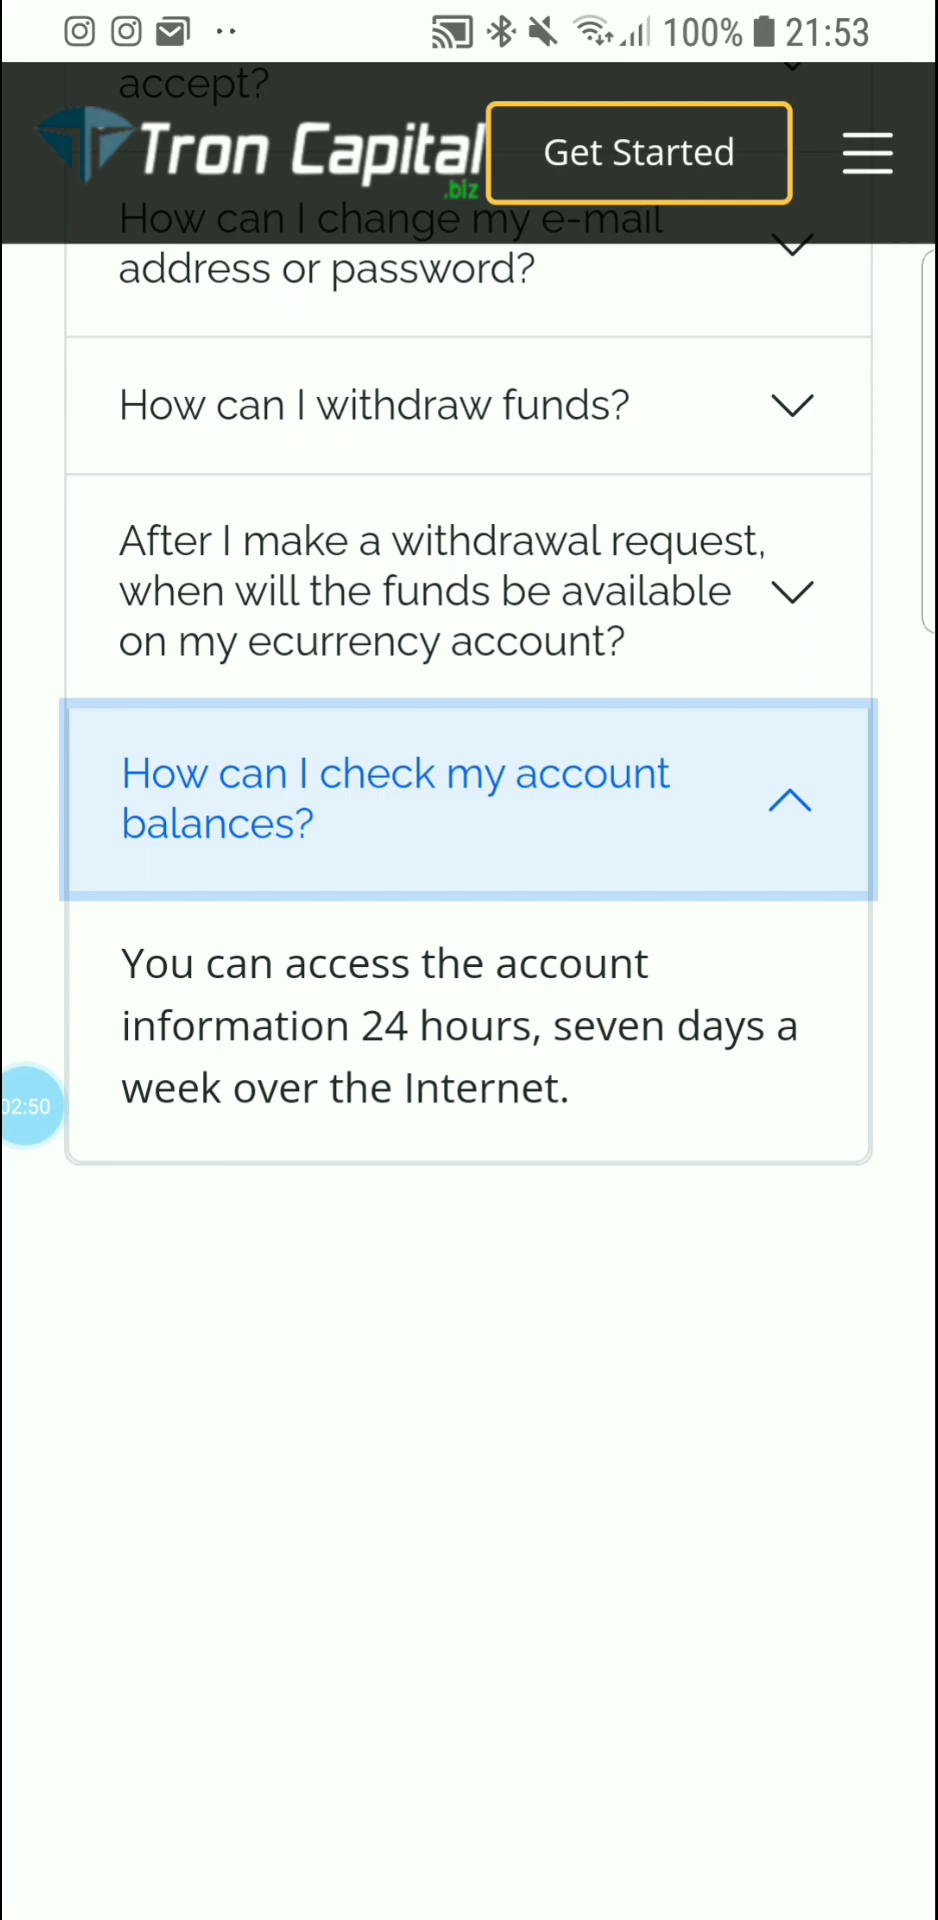 100% 21:53
accept?
Tron Capital
.biz
Get Started
How can I change my e-mail
address or password?
How can I withdraw funds?
After I make a withdrawal request,
when will the funds be available
on my ecurrency account?
How can I check my account
balances?
You can access the account
information 24 hours, seven days a
week over the Internet.
02:50